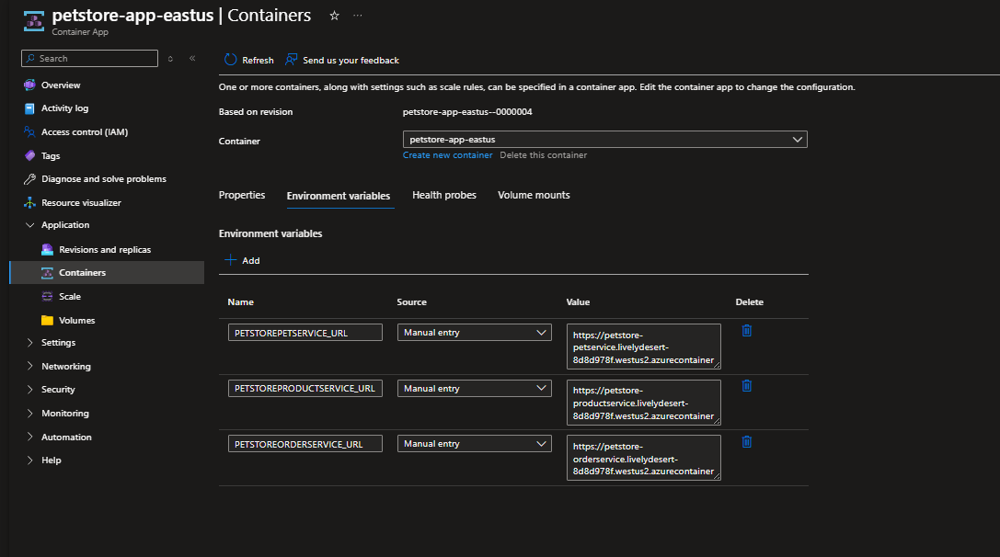 petstore-app-eastus | Containers
Container App
Search
Refresh
Send us your feedback
Overview
Activity log
Access control (IAM)
Tags
Diagnose and solve problems
Resource visualizer
Application
Revisions and replicas
Containers
Scale
Volumes
Settings
Networking
Security
Monitoring
Automation
Help
One or more containers, along with settings such as scale rules, can be specified in a container app. Edit the container app to change the configuration.
Based on revision petstore-app-eastus--0000004
Container petstore-app-eastus
Create new container Delete this container
Properties Environment variables Health probes Volume mounts
Environment variables
Add
Name Source Value Delete
PETSTOREPETSERVICE_URL Manual entry
https://petstore-
petservice.livelydesert-
8d8d978f.westus2.azurecontainer
PETSTOREPRODUCTSERVICE_URL Manual entry
https://petstore-
productservice.livelydesert-
8d8d978f.westus2.azurecontainer
PETSTOREORDERSERVICE_URL Manual entry
https://petstore-
orderservice.livelydesert-
8d8d978f.westus2.azurecontainer